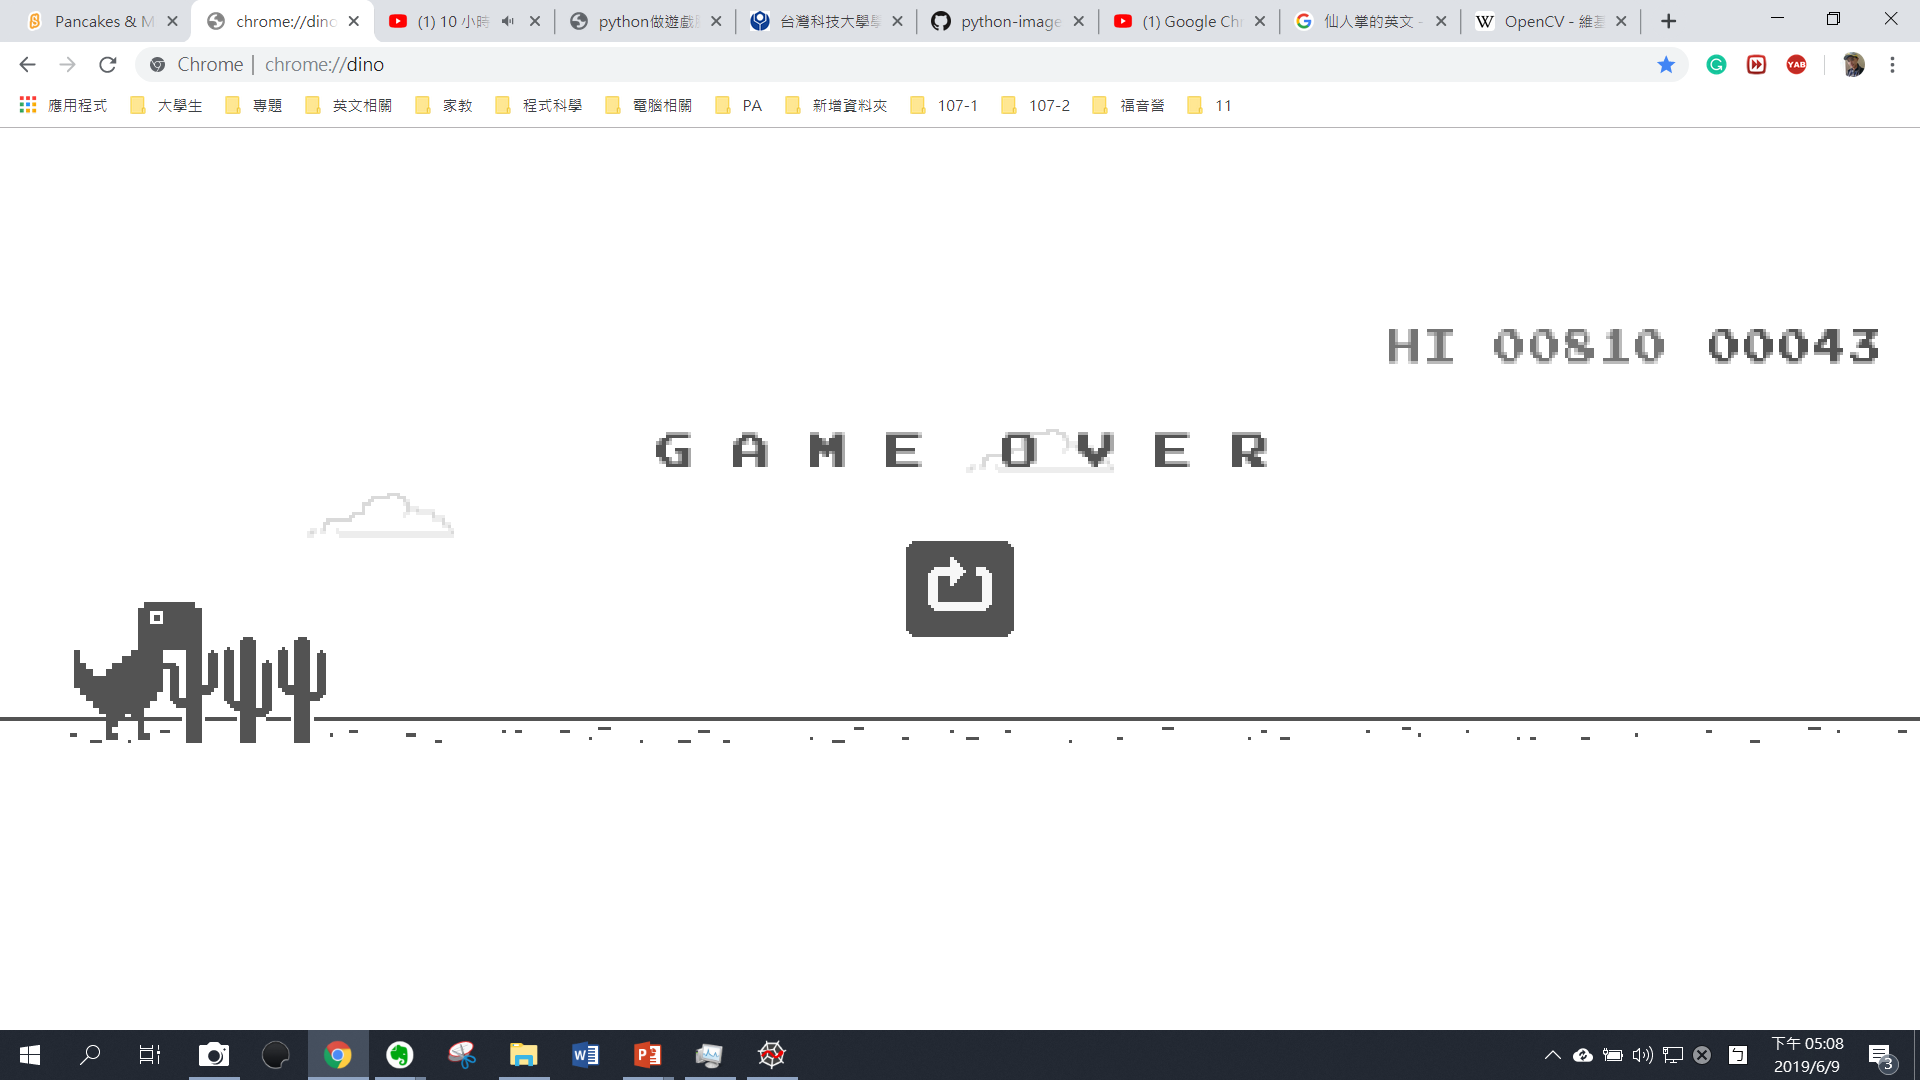 Pancakes & M
chrome://dino
(1) 10 小時
python做遊戲
台灣科技大學
python-image
(1) Google Ch
仙人掌的英文 -
OpenCV - 維
Chrome | chrome://dino
應用程式 大學生 專題 英文相關 家教 程式科學 電腦相關 PA 新增資料夾 107-1 107-2 福音營 11
HI 00810 00043
GAME OVER
下午 05:08
2019/6/9
3